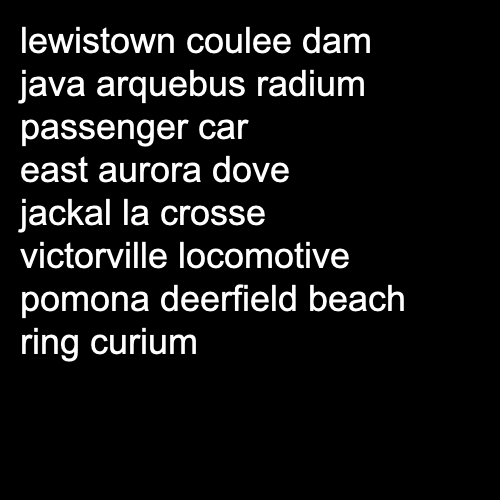 lewistown coulee dam
java arquebus radium
passenger car
east aurora dove
jackal la crosse
victorville locomotive
pomona deerfield beach
ring curium